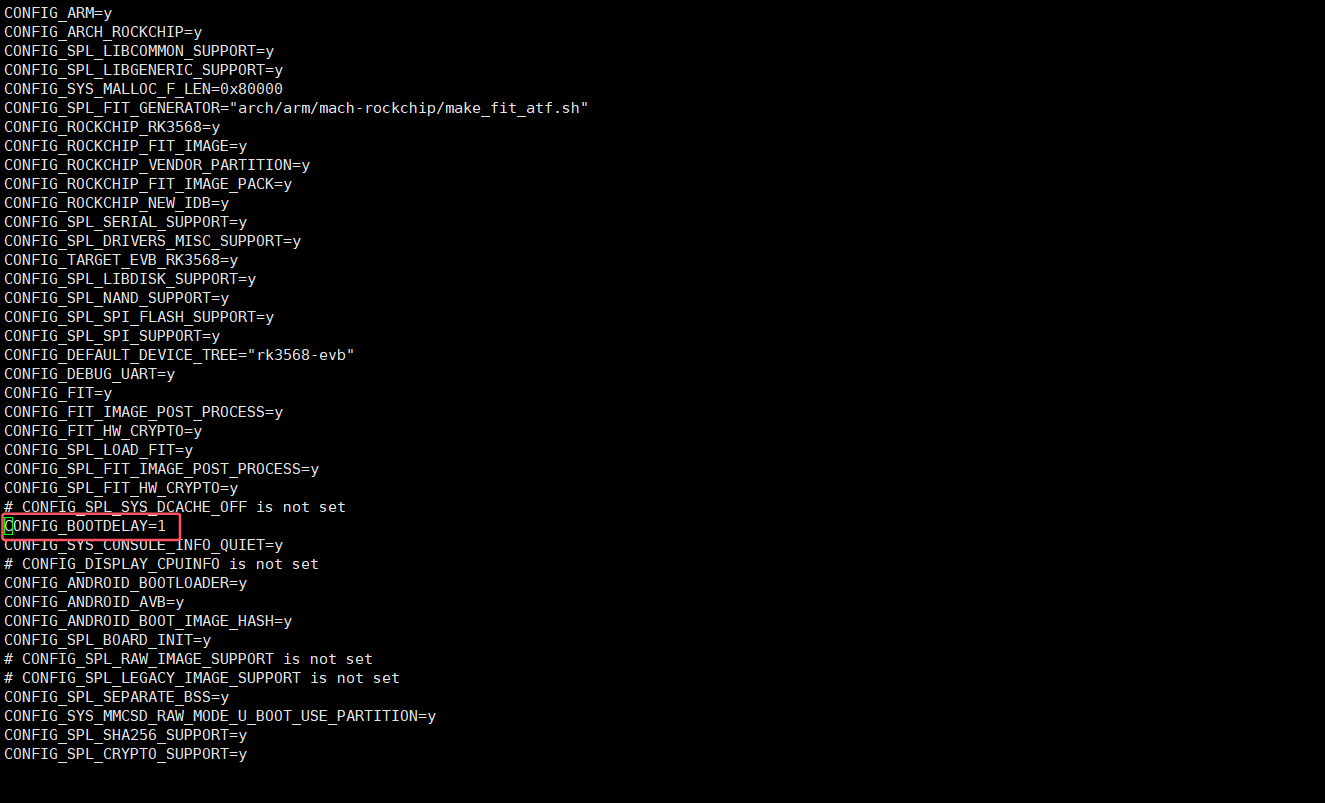 CONFIG_ARM=y
CONFIG_ARCH_ROCKCHIP=y
CONFIG_SPL_LIBCOMMON_SUPPORT=y
CONFIG_SPL_LIBGENERIC_SUPPORT=y
CONFIG_SYS_MALLOC_F_LEN=0x80000
CONFIG_SPL_FIT_GENERATOR="arch/arm/mach-rockchip/make_fit_atf.sh"
CONFIG_ROCKCHIP_RK3568=y
CONFIG_ROCKCHIP_FIT_IMAGE=y
CONFIG_ROCKCHIP_VENDOR_PARTITION=y
CONFIG_ROCKCHIP_FIT_IMAGE_PACK=y
CONFIG_ROCKCHIP_NEW_IDB=y
CONFIG_SPL_SERIAL_SUPPORT=y
CONFIG_SPL_DRIVERS_MISC_SUPPORT=y
CONFIG_TARGET_EVB_RK3568=y
CONFIG_SPL_LIBDISK_SUPPORT=y
CONFIG_SPL_NAND_SUPPORT=y
CONFIG_SPL_SPI_FLASH_SUPPORT=y
CONFIG_SPL_SPI_SUPPORT=y
CONFIG_DEFAULT_DEVICE_TREE="rk3568-evb"
CONFIG_DEBUG_UART=y
CONFIG_FIT=y
CONFIG_FIT_IMAGE_POST_PROCESS=y
CONFIG_FIT_HW_CRYPTO=y
CONFIG_SPL_LOAD_FIT=y
CONFIG_SPL_FIT_IMAGE_POST_PROCESS=y
CONFIG_SPL_FIT_HW_CRYPTO=y
# CONFIG_SPL_SYS_DCACHE_OFF is not set
CONFIG_BOOTDELAY=1
CONFIG_SYS_CONSOLE_INFO_QUIET=y
# CONFIG_DISPLAY_CPUINFO is not set
CONFIG_ANDROID_BOOTLOADER=y
CONFIG_ANDROID_AVB=y
CONFIG_ANDROID_BOOT_IMAGE_HASH=y
CONFIG_SPL_BOARD_INIT=y
# CONFIG_SPL_RAW_IMAGE_SUPPORT is not set
# CONFIG_SPL_LEGACY_IMAGE_SUPPORT is not set
CONFIG_SPL_SEPARATE_BSS=y
CONFIG_SYS_MMCSD_RAW_MODE_U_BOOT_USE_PARTITION=y
CONFIG_SPL_SHA256_SUPPORT=y
CONFIG_SPL_CRYPTO_SUPPORT=y